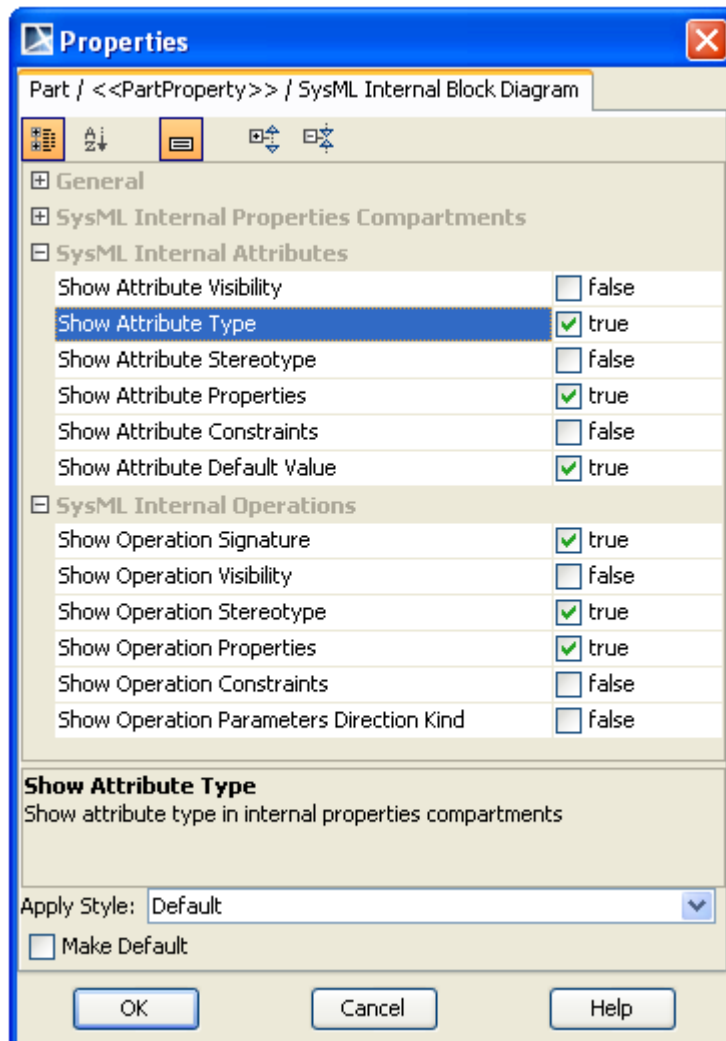 Properties
Part / <<PartProperty>> / SysML Internal Block Diagram
A
Z
General
SysML Internal Properties Compartments
SysML Internal Attributes
Show Attribute Visibility false
Show Attribute Type true
Show Attribute Stereotype false
Show Attribute Properties true
Show Attribute Constraints false
Show Attribute Default Value true
SysML Internal Operations
Show Operation Signature true
Show Operation Visibility false
Show Operation Stereotype true
Show Operation Properties true
Show Operation Constraints false
Show Operation Parameters Direction Kind false
Show Attribute Type
Show attribute type in internal properties compartments
Apply Style: Default
Make Default
OK Cancel Help